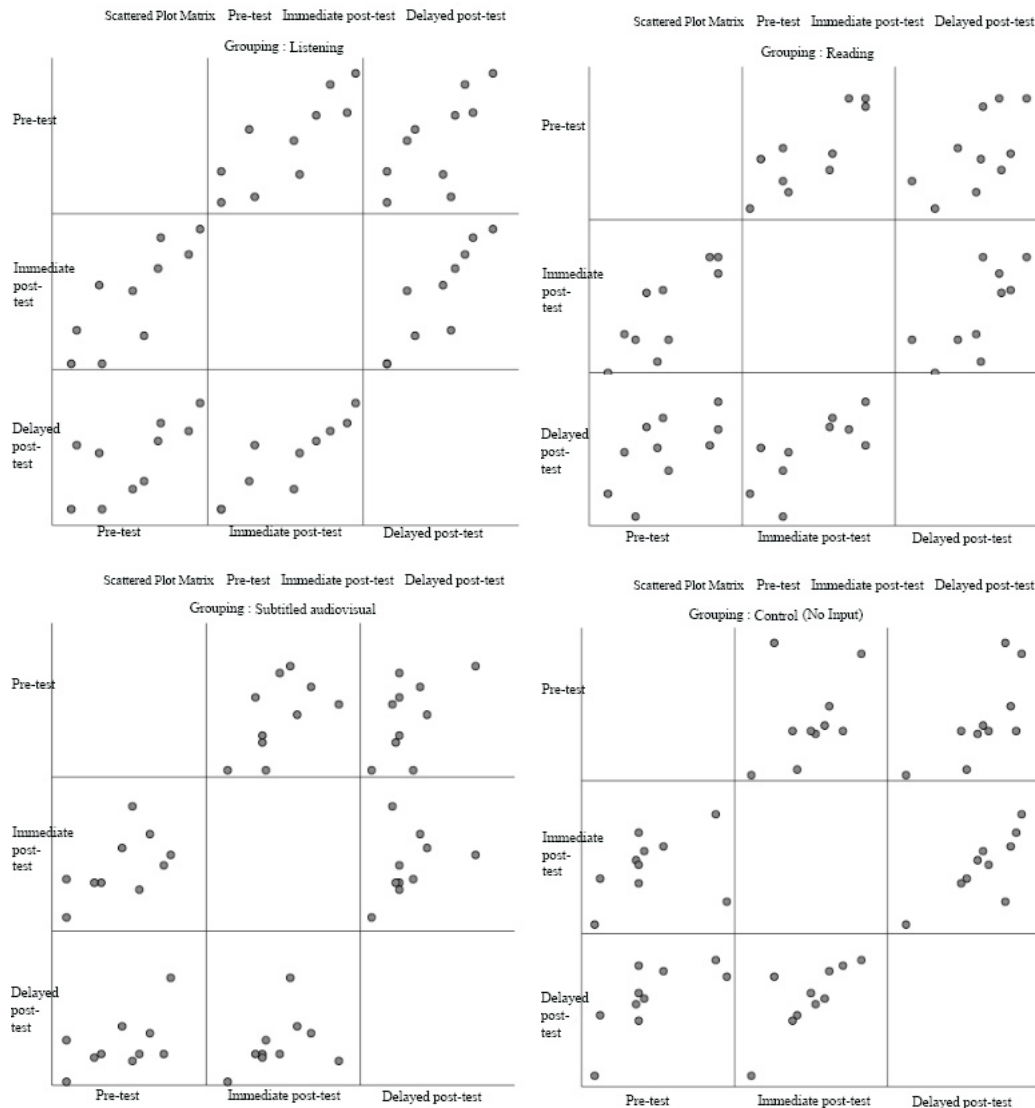 Scattered Plot Matrix Pre-test Immediate post-test Delayed post-test
Grouping : Listening
Pre-test
Immediate
post-
test
Delayed
post-
test
Pre-test Immediate post-test Delayed post-test
Scattered Plot Matrix Pre-test Immediate post-test Delayed post-test
Grouping : Reading
Pre-test
Immediate
post-
test
Delayed
post-
test
Pre-test Immediate post-test Delayed post-test
Scattered Plot Matrix Pre-test Immediate post-test Delayed post-test
Grouping : Subtitled audiovisual
Pre-test
Immediate
post-
test
Delayed
post-
test
Pre-test Immediate post-test Delayed post-test
Scattered Plot Matrix Pre-test Immediate post-test Delayed post-test
Grouping : Control (No Input)
Pre-test
Immediate
post-
test
Delayed
post-
test
Pre-test Immediate post-test Delayed post-test